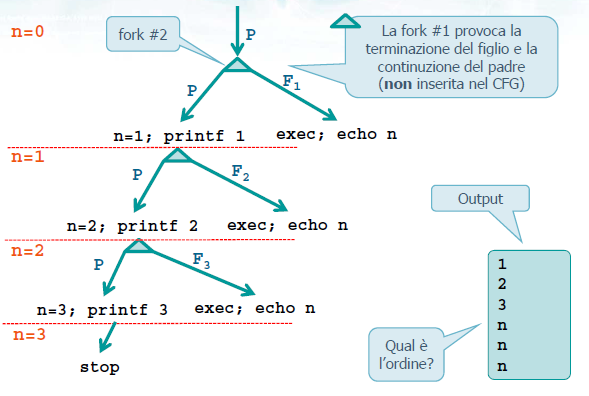 n=0
fork #2
P
La fork #1 provoca la
terminazione del figlio e la
continuzione del padre
(non inserita nel CFG)
P
F1
n=1; printf 1
exec; echo n
n=1
P
F2
n=2; printf 2
exec; echo n
n=2
P
F3
n=3; printf 3
exec; echo n
n=3
stop
Output
1
2
3
n
n
n
Qual è
l'ordine?